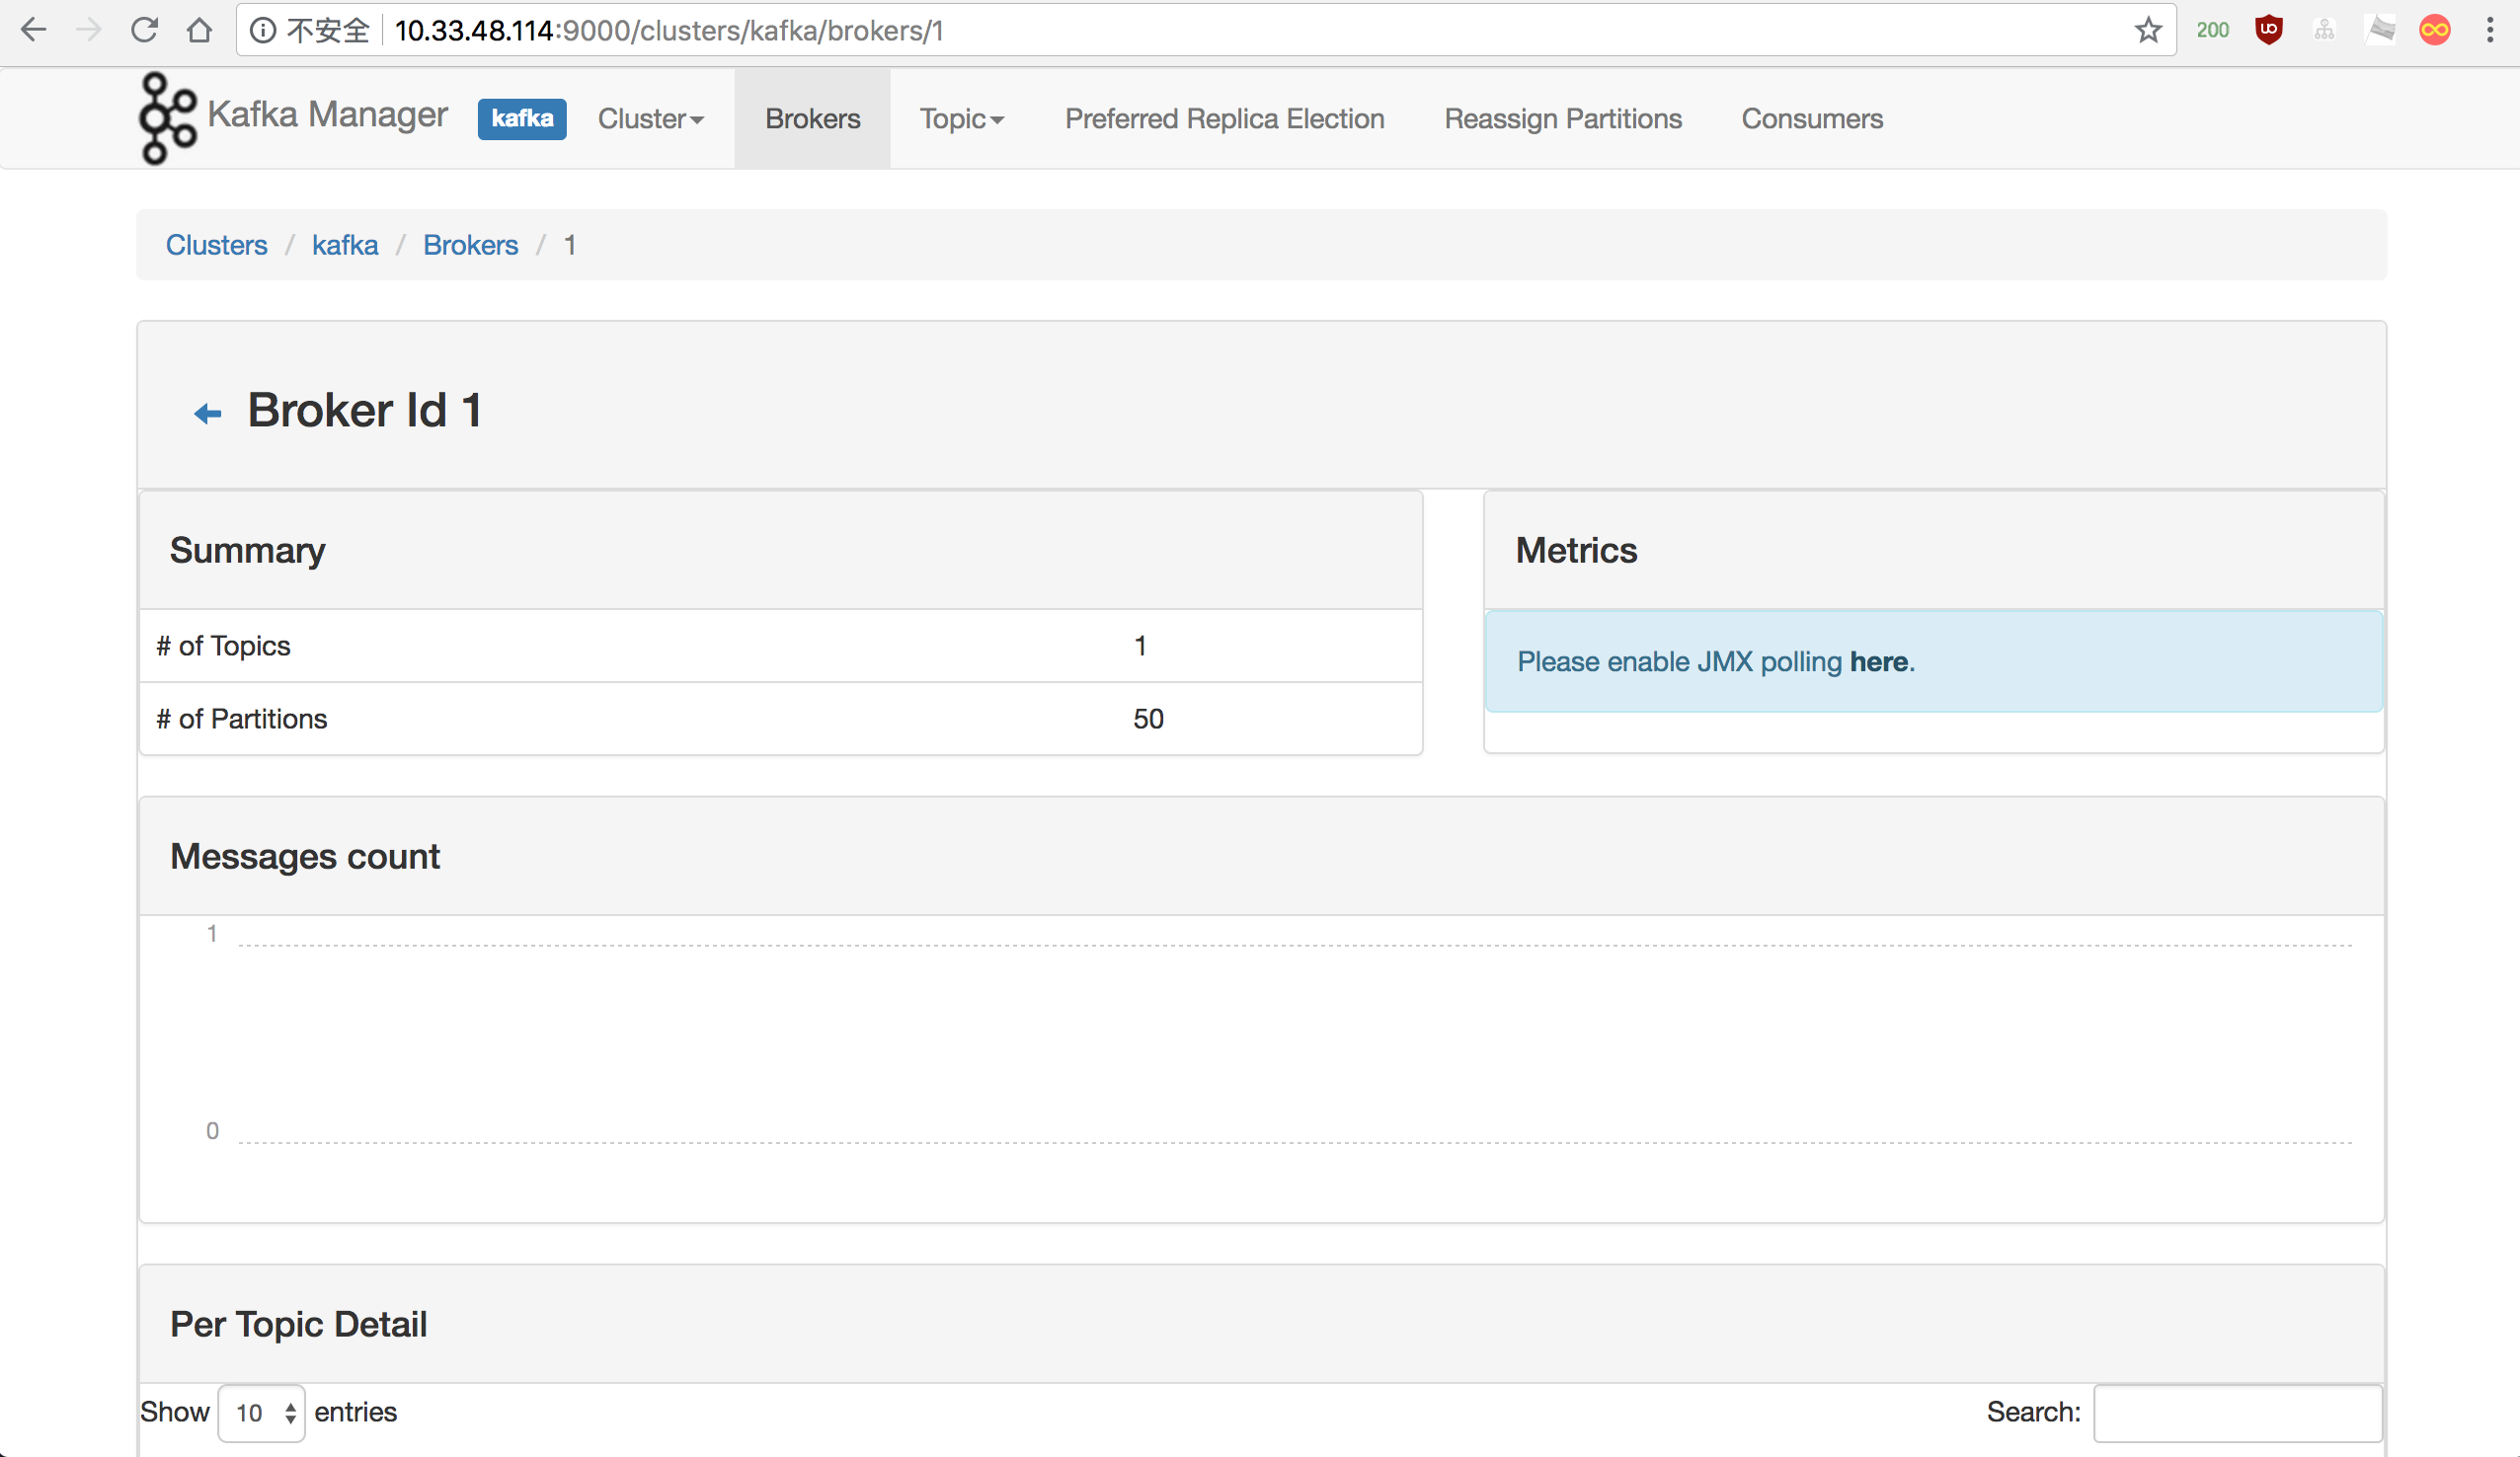 不安全 10.33.48.114:9000/clusters/kafka/brokers/1 200
Kafka Manager kafka Cluster Brokers Topic Preferred Replica Election Reassign Partitions Consumers
Clusters / kafka / Brokers / 1
Broker Id 1
Summary
# of Topics 1
# of Partitions 50
Metrics
Please enable JMX polling here.
Messages count
1
0
Per Topic Detail
Show 10 entries Search: